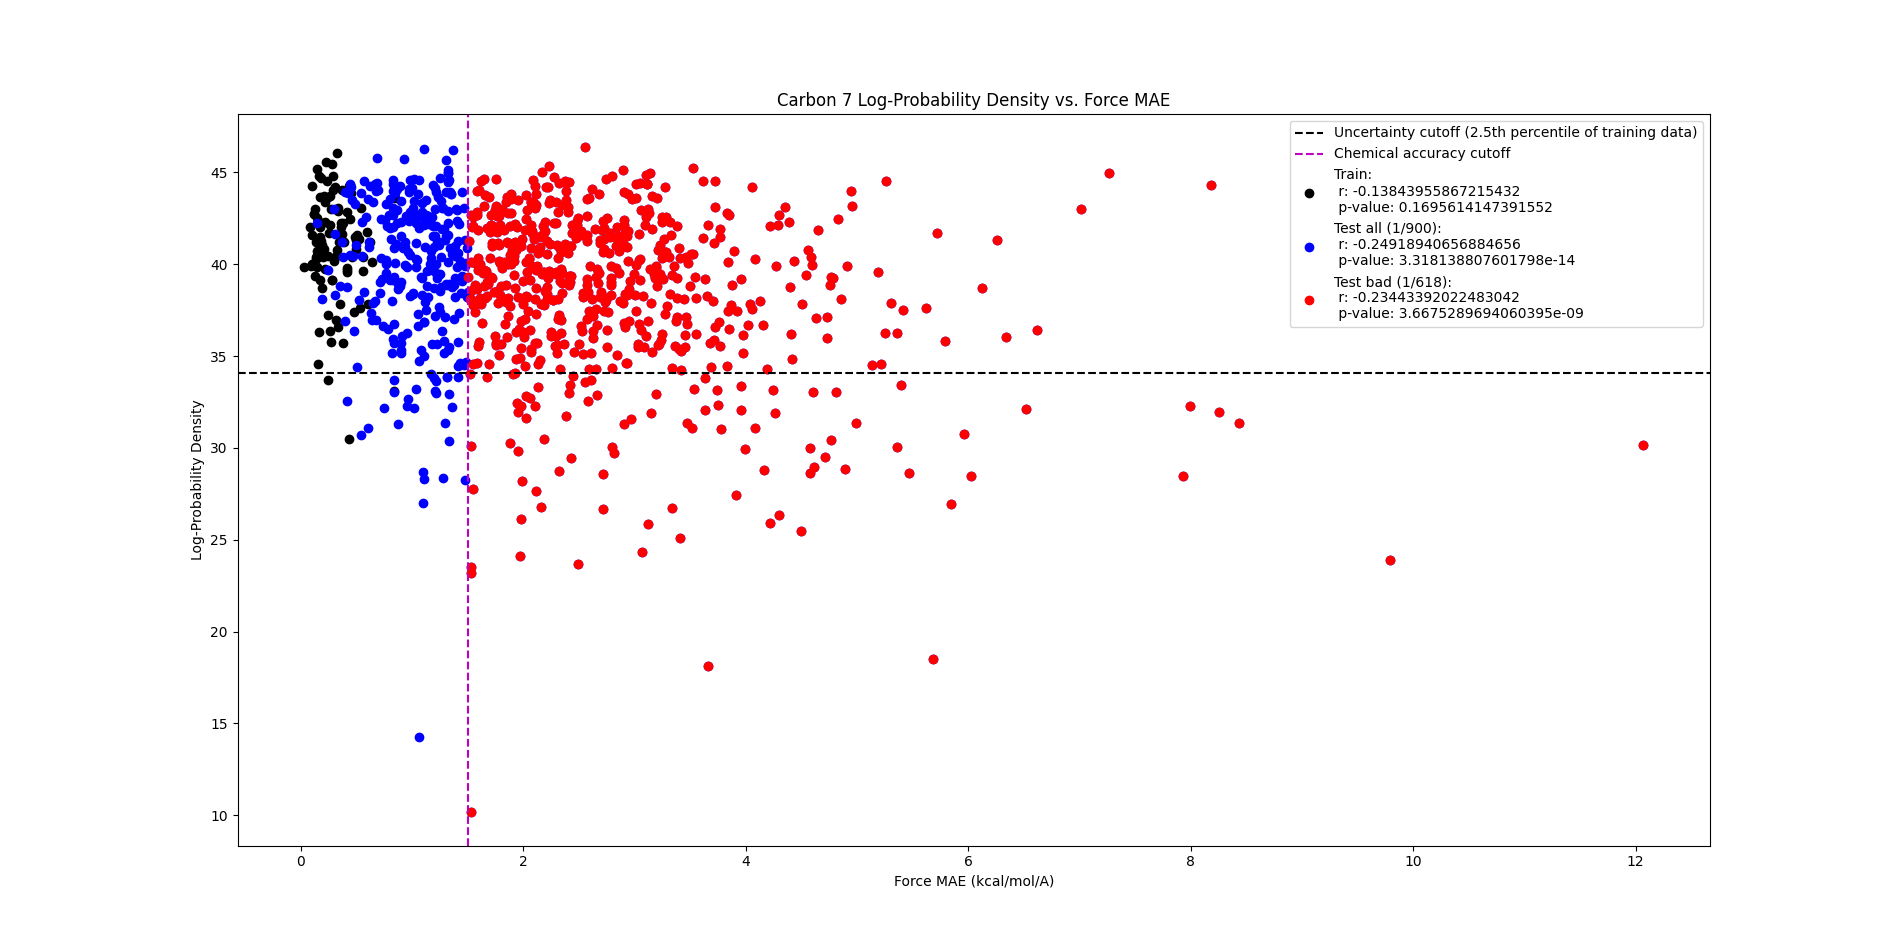 Carbon 7 Log-Probability Density vs. Force MAE
Uncertainty cutoff (2.5th percentile of training data)
Chemical accuracy cutoff
Train:
r: -0.13843955867215432
p-value: 0.1695614147391552
Test all (1/900):
r: -0.24918940656884656
p-value: 3.318138807601798e-14
Test bad (1/618):
r: -0.23443392022483042
p-value: 3.6675289694060395e-09
Log-Probability Density
45
40
35
30
25
20
15
10
0 2 4 6 8 10 12
Force MAE (kcal/mol/A)